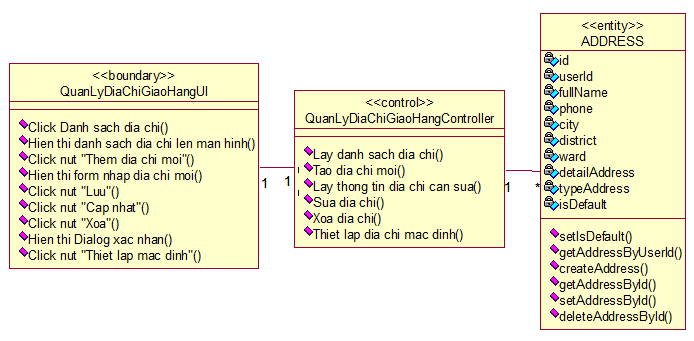 <<boundary>>
QuanLyDiaChiGiaoHangUI
Click Danh sach dia chi()
Hien thi danh sach dia chi len man hinh()
Click nut "Them dia chi moi"()
Hien thi form nhap dia chi moi()
Click nut "Luu"()
Click nut "Cap nhat"()
Click nut "Xoa"()
Hien thi Dialog xac nhan()
Click nut "Thiet lap mac dinh"()
1
1
<<control>>
QuanLyDiaChiGiaoHangController
Lay danh sach dia chi()
Tao dia chi moi()
Lay thong tin dia chi can sua()
Sua dia chi()
Xoa dia chi()
Thiet lap dia chi mac dinh()
1
*
<<entity>>
ADDRESS
id
userId
fullName
phone
city
district
ward
detailAddress
typeAddress
isDefault
setIsDefault()
getAddressByUserId()
createAddress()
getAddressById()
setAddressById()
deleteAddressById()